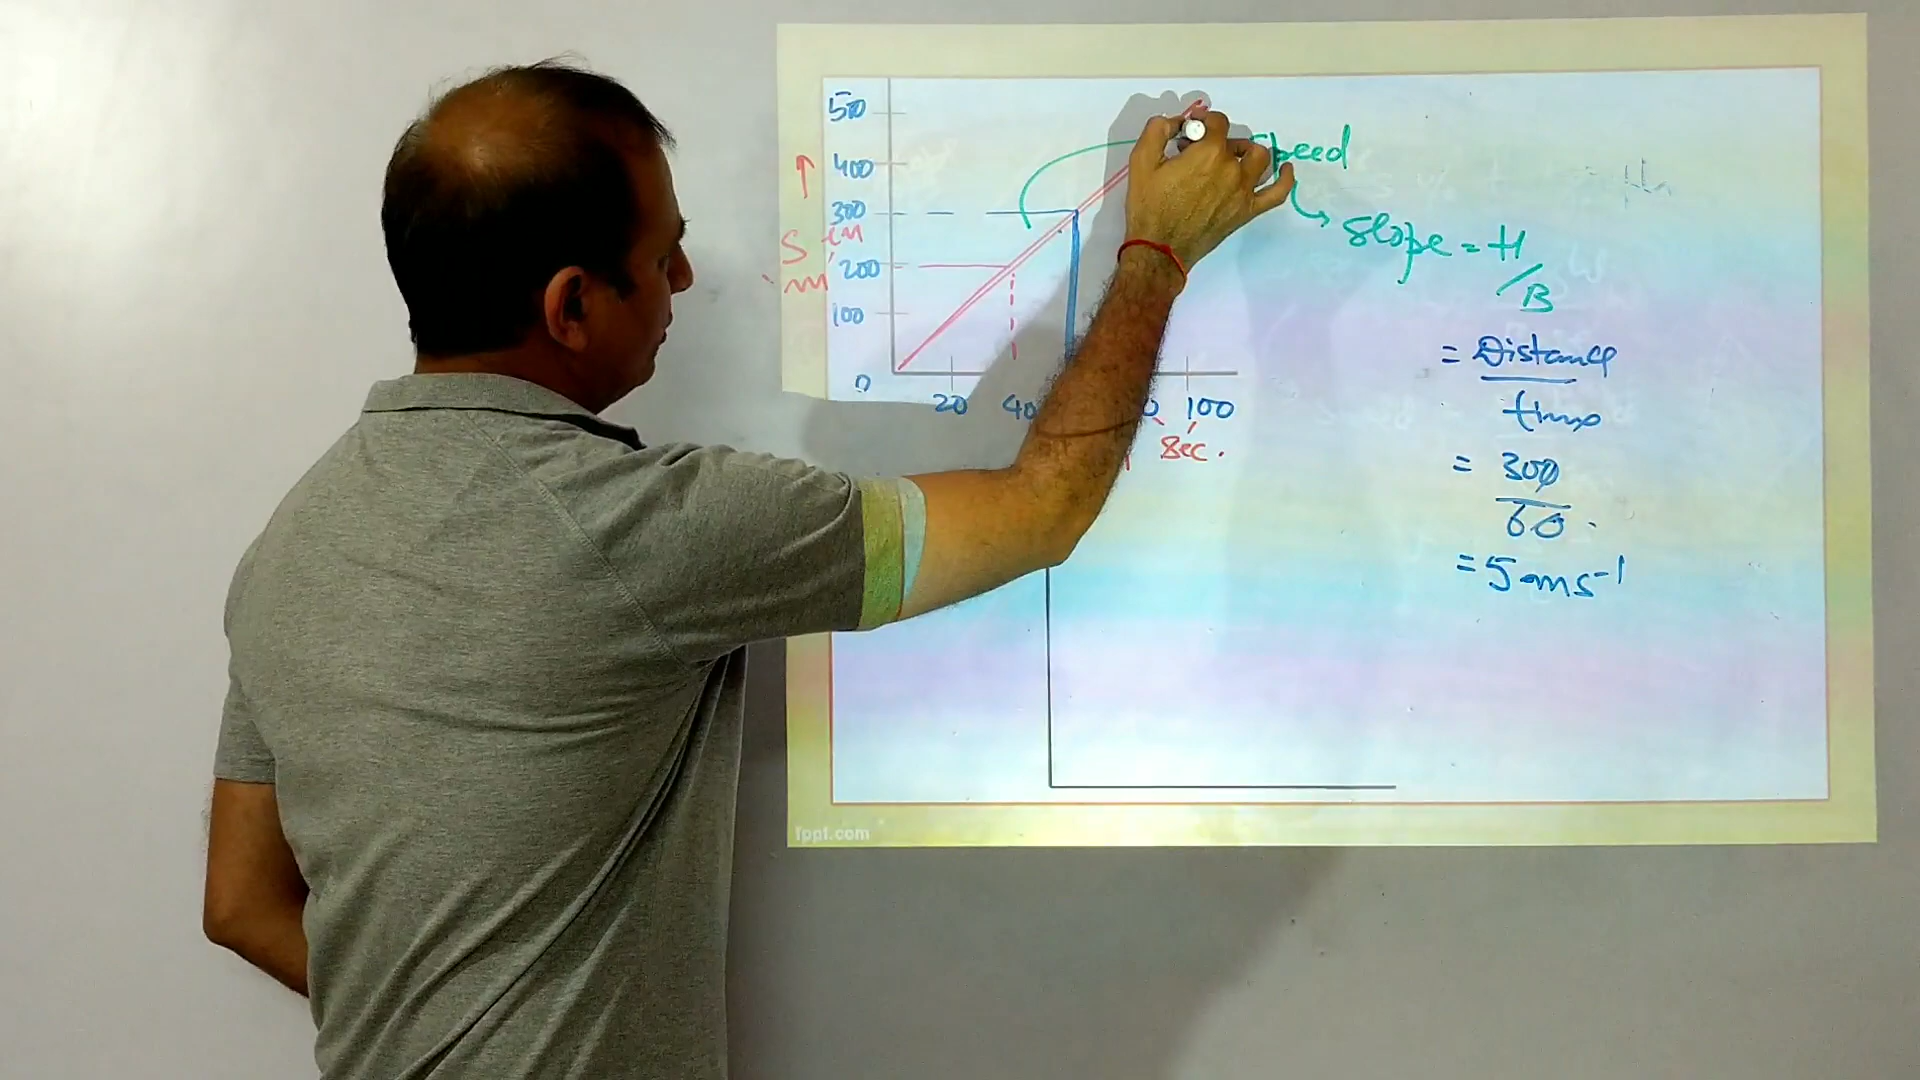 500
400
300
200
100
0
S in
m
20 40 100
sec.
speed
slope = H
/ B
= Distance
time
= 300
60
= 5 ms⁻¹
fppt.com